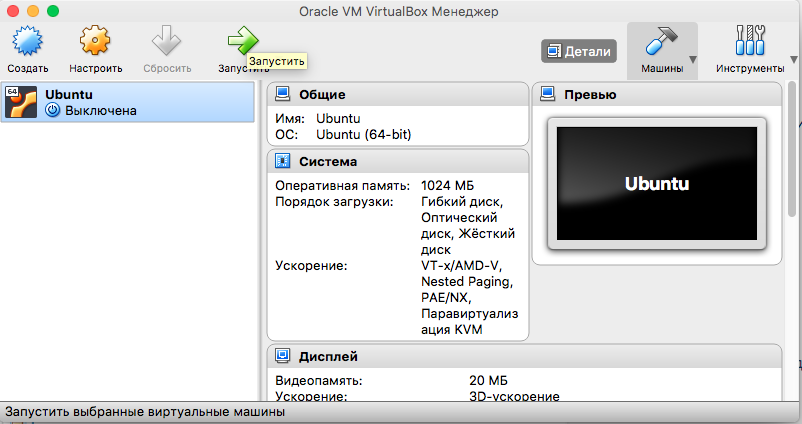 Oracle VM VirtualBox Менеджер
Создать
Настроить
Сбросить
Запустить
Запустить
Детали
Машины
Инструменты
64
Ubuntu
Выключена
Общие
Имя: Ubuntu
ОС: Ubuntu (64-bit)
Система
Оперативная память: 1024 МБ
Порядок загрузки: Гибкий диск,
Оптический
диск, Жёсткий
диск
Ускорение: VT-x/AMD-V,
Nested Paging,
PAE/NX,
Паравиртуализ
ация KVM
Превью
Ubuntu
Дисплей
Видеопамять: 20 МБ
Ускорение: 3D-ускорение
Запустить выбранные виртуальные машины